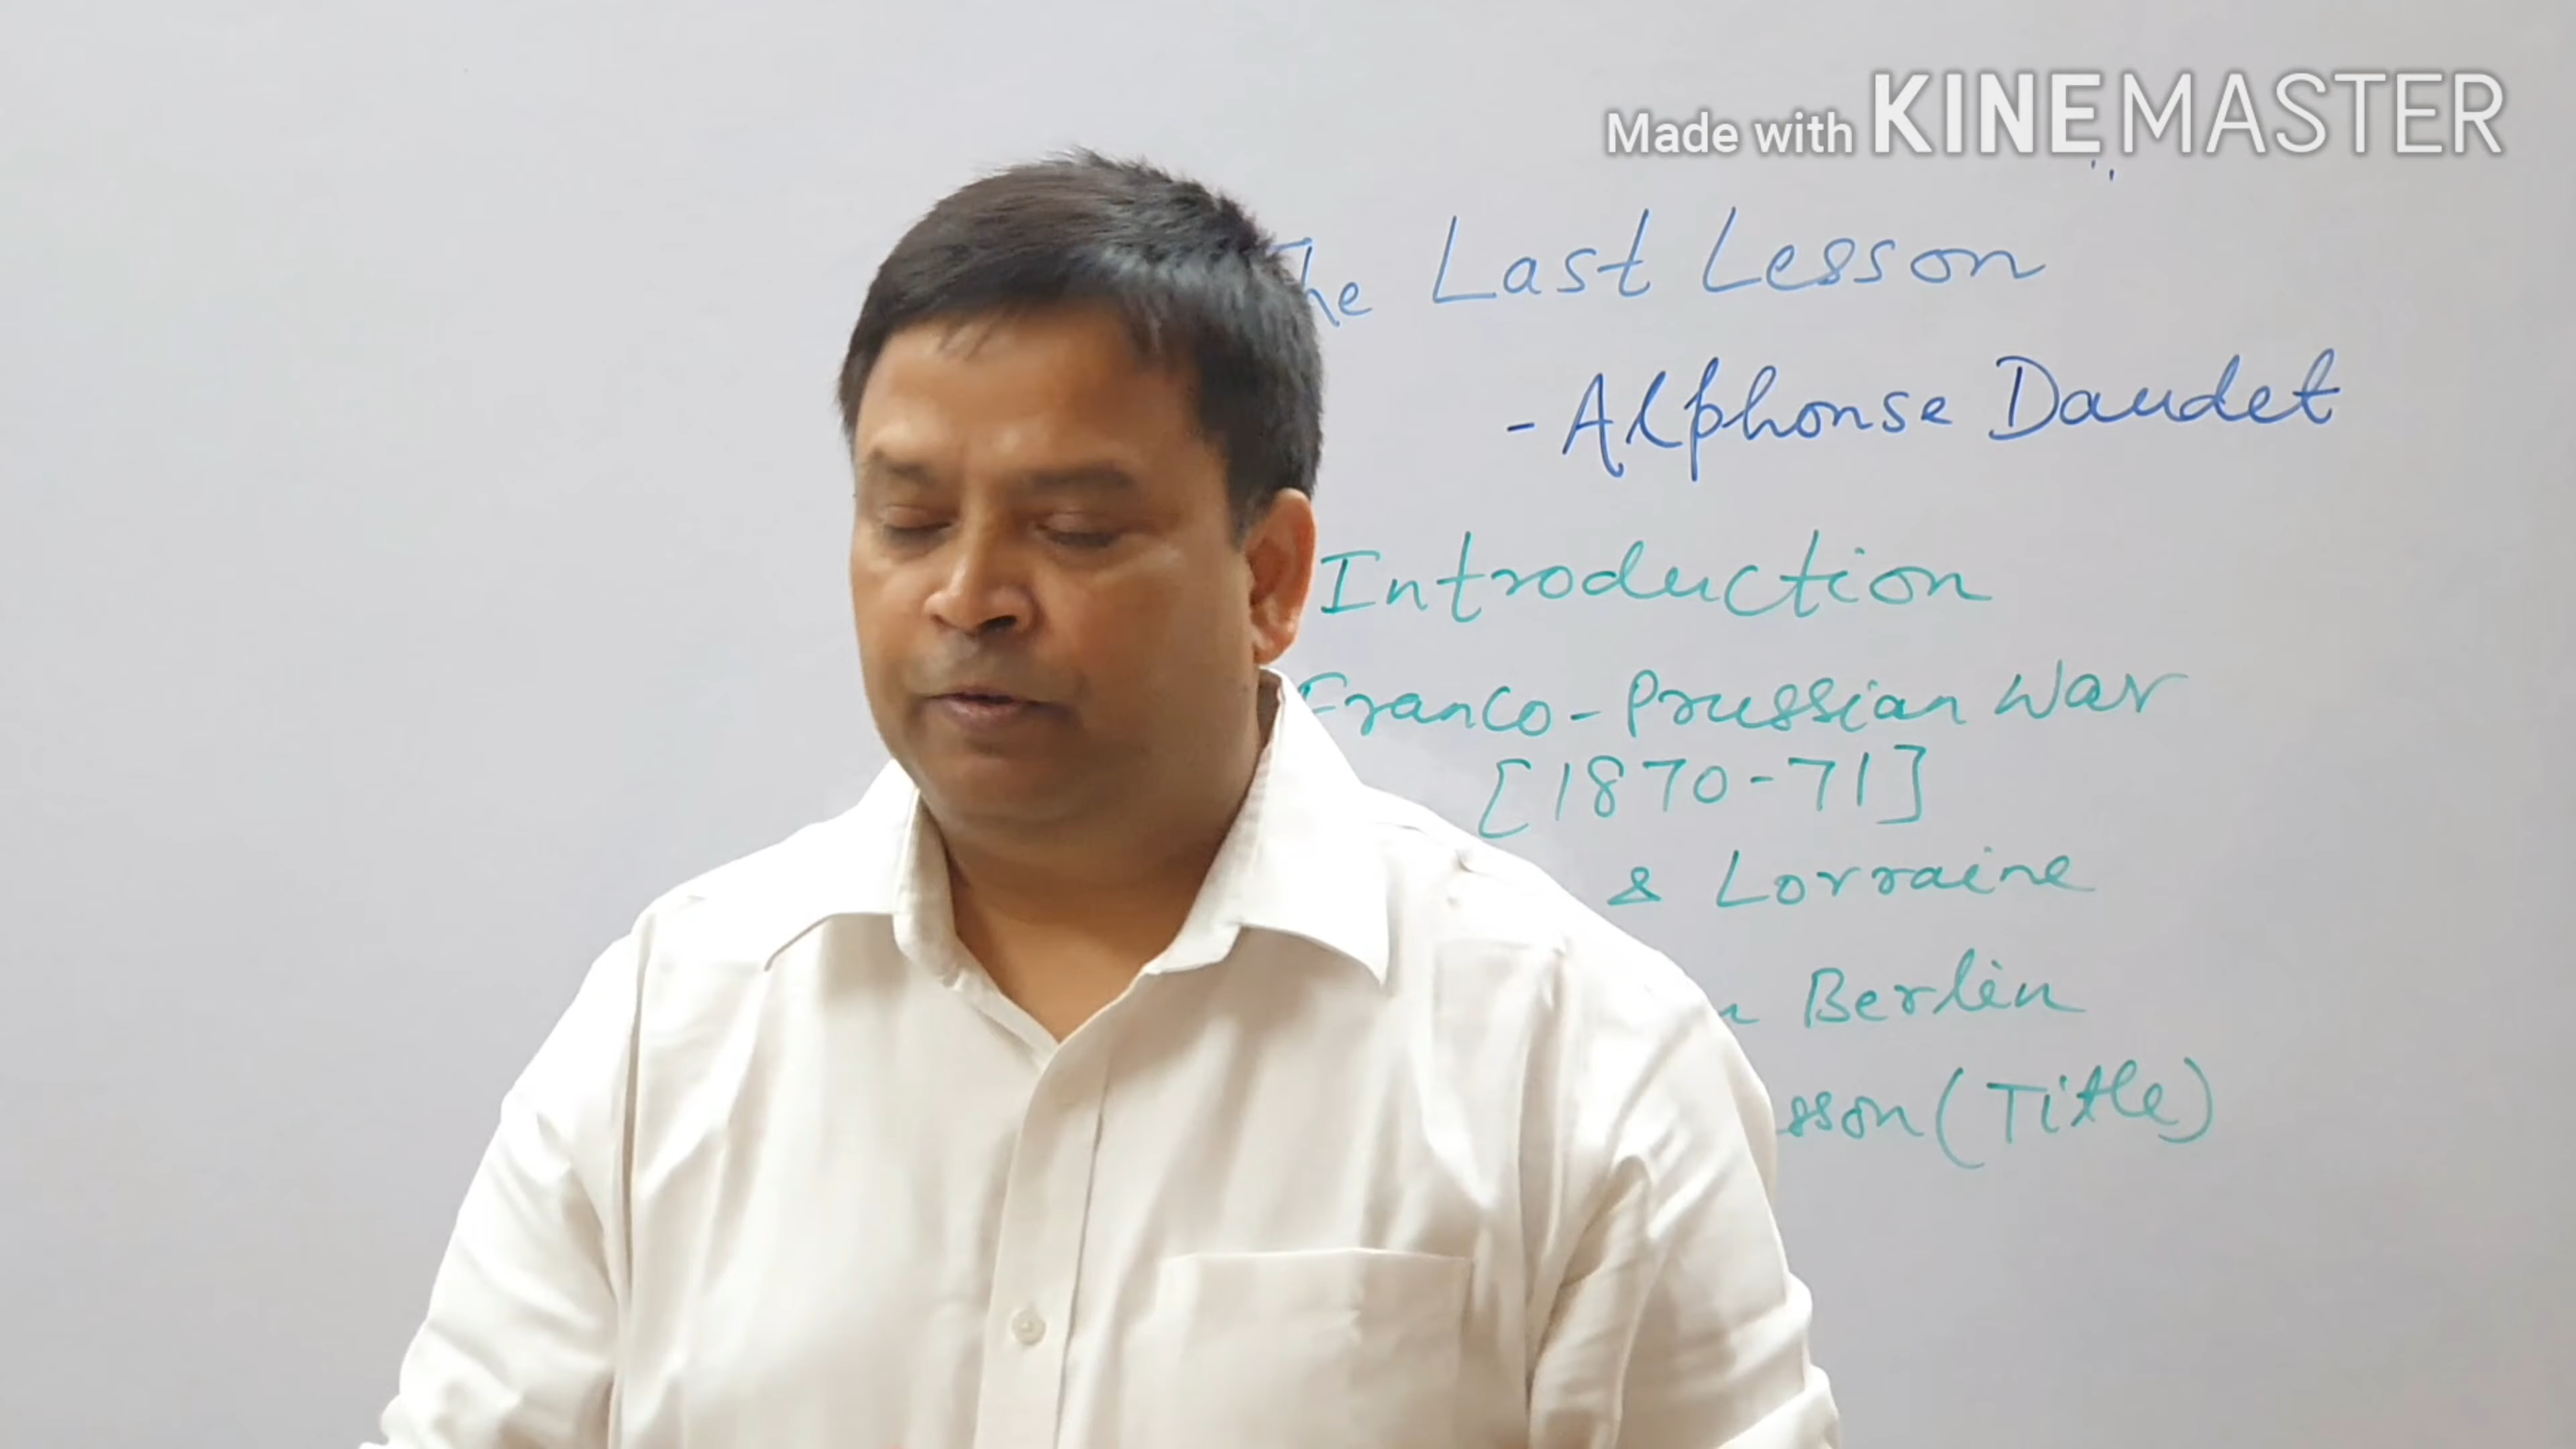 Made with KINEMASTER
The Last Lesson
- Alphonse Daudet
Introduction
Franco-Prussian War
[1870-71]
& Lorraine
Berlin
(Title)